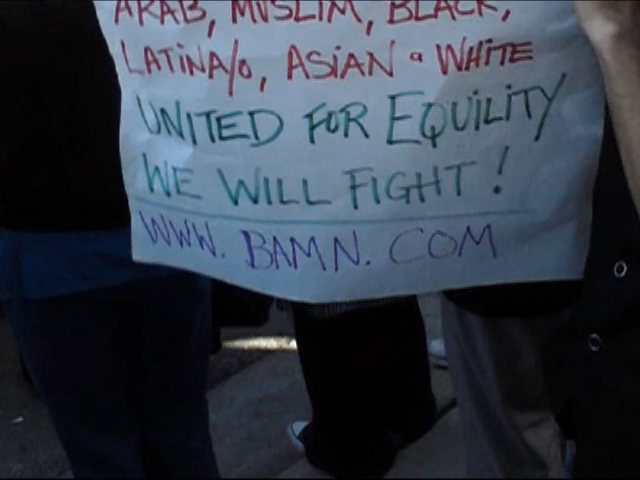 ARAB, MUSLIM, BLACK,
LATINA/O, ASIAN & WHITE
UNITED FOR EQUILITY
WE WILL FIGHT!
WWW. BAMN. COM